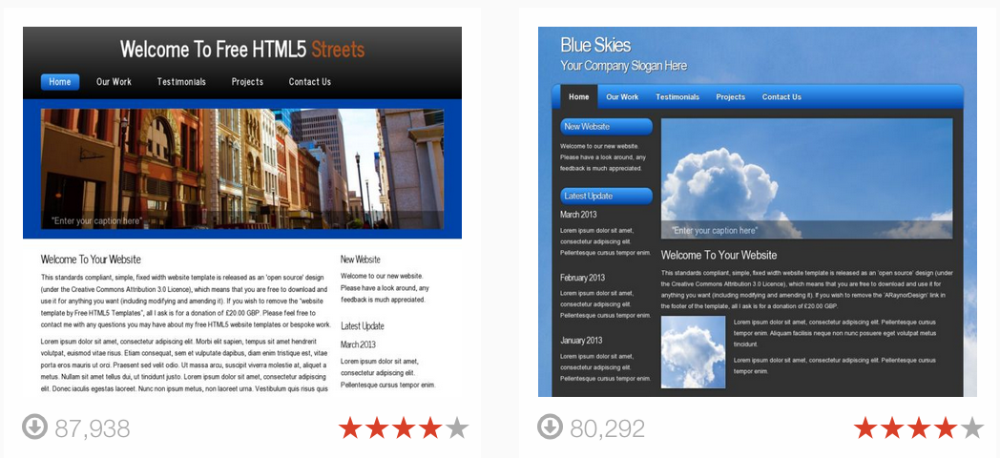 Welcome To Free HTML5 Streets
Home Our Work Testimonials Projects Contact Us
"Enter your caption here"
Welcome To Your Website
This standards compliant, simple, fixed width website template is released as an 'open source' design
(under the Creative Commons Attribution 3.0 Licence), which means that you are free to download and
use it for anything you want (including modifying and amending it). If you wish to remove the "website
template by Free HTML5 Templates", all I ask is for a donation of £20.00 GBP. Please feel free to
contact me with any questions you may have about my free HTML5 website templates or bespoke work.
Lorem ipsum dolor sit amet, consectetur adipiscing elit. Morbi elit sapien, tempus sit amet hendrerit
volutpat, euismod vitae risus. Etiam consequat, sem et vulputate dapibus, diam enim tristique est, vitae
porta eros mauris ut orci. Praesent sed velit odio. Ut massa arcu, suscipit viverra molestie at, aliquet a
metus. Nullam sit amet tellus dui, ut tincidunt justo. Lorem ipsum dolor sit amet, consectetur adipiscing
elit. Donec iaculis egestas laoreet. Nunc non ipsum metus, non laoreet urna. Vestibulum quis risus quis
New Website
Welcome to our new website.
Please have a look around, any
feedback is much appreciated.
Latest Update
March 2013
Lorem ipsum dolor sit amet,
consectetur adipiscing elit.
Pellentesque cursus tempor enim.
87,938
Blue Skies
Your Company Slogan Here
Home Our Work Testimonials Projects Contact Us
New Website
Welcome to our new website.
Please have a look around, any
feedback is much appreciated.
Latest Update
March 2013
Lorem ipsum dolor sit amet,
consectetur adipiscing elit.
Pellentesque cursus tempor enim.
February 2013
Lorem ipsum dolor sit amet,
consectetur adipiscing elit.
Pellentesque cursus tempor enim.
January 2013
Lorem ipsum dolor sit amet,
consectetur adipiscing elit.
Pellentesque cursus tempor enim.
"Enter your caption here"
Welcome To Your Website
This standards compliant, simple, fixed width website template is released as an 'open source' design (under
the Creative Commons Attribution 3.0 Licence), which means that you are free to download and use it for
anything you want (including modifying and amending it). If you wish to remove the 'ARaynorDesign' link in
the footer of the template, all I ask is for a donation of £20.00 GBP.
Lorem ipsum dolor sit amet, consectetur adipiscing elit. Pellentesque cursus tempor enim. Aliquam facilisis neque non nunc posuere eget volutpat metus
tincidunt.
Lorem ipsum dolor sit amet, consectetur adipiscing elit. Pellentesque cursus
tempor enim.
80,292